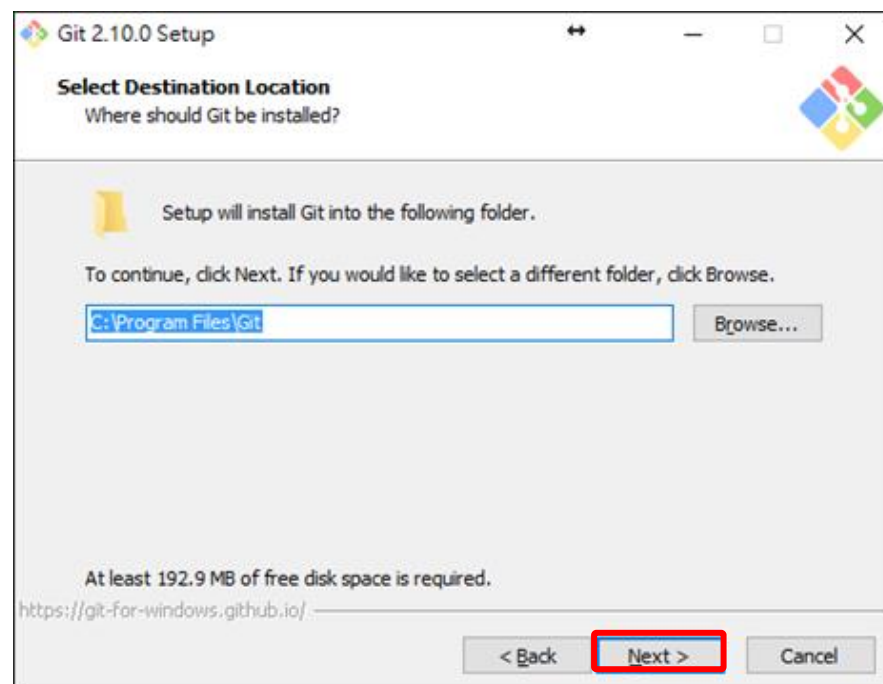 Git 2.10.0 Setup
Select Destination Location
Where should Git be installed?
Setup will install Git into the following folder.
To continue, click Next. If you would like to select a different folder, click Browse.
C:\Program Files\Git
Browse...
At least 192.9 MB of free disk space is required.
https://git-for-windows.github.io/
< Back
Next >
Cancel